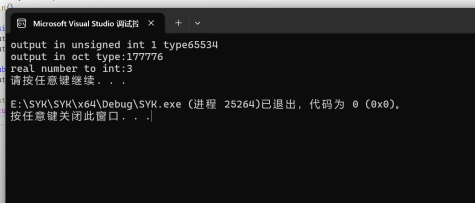 Microsoft Visual Studio 调试控
output in unsigned int 1 type65534
output in oct type:177776
real number to int:3
请按任意键继续. . .
E:\SYK\SYK\x64\Debug\SYK.exe (进程 25264)已退出，代码为 0 (0x0)。
按任意键关闭此窗口. . .